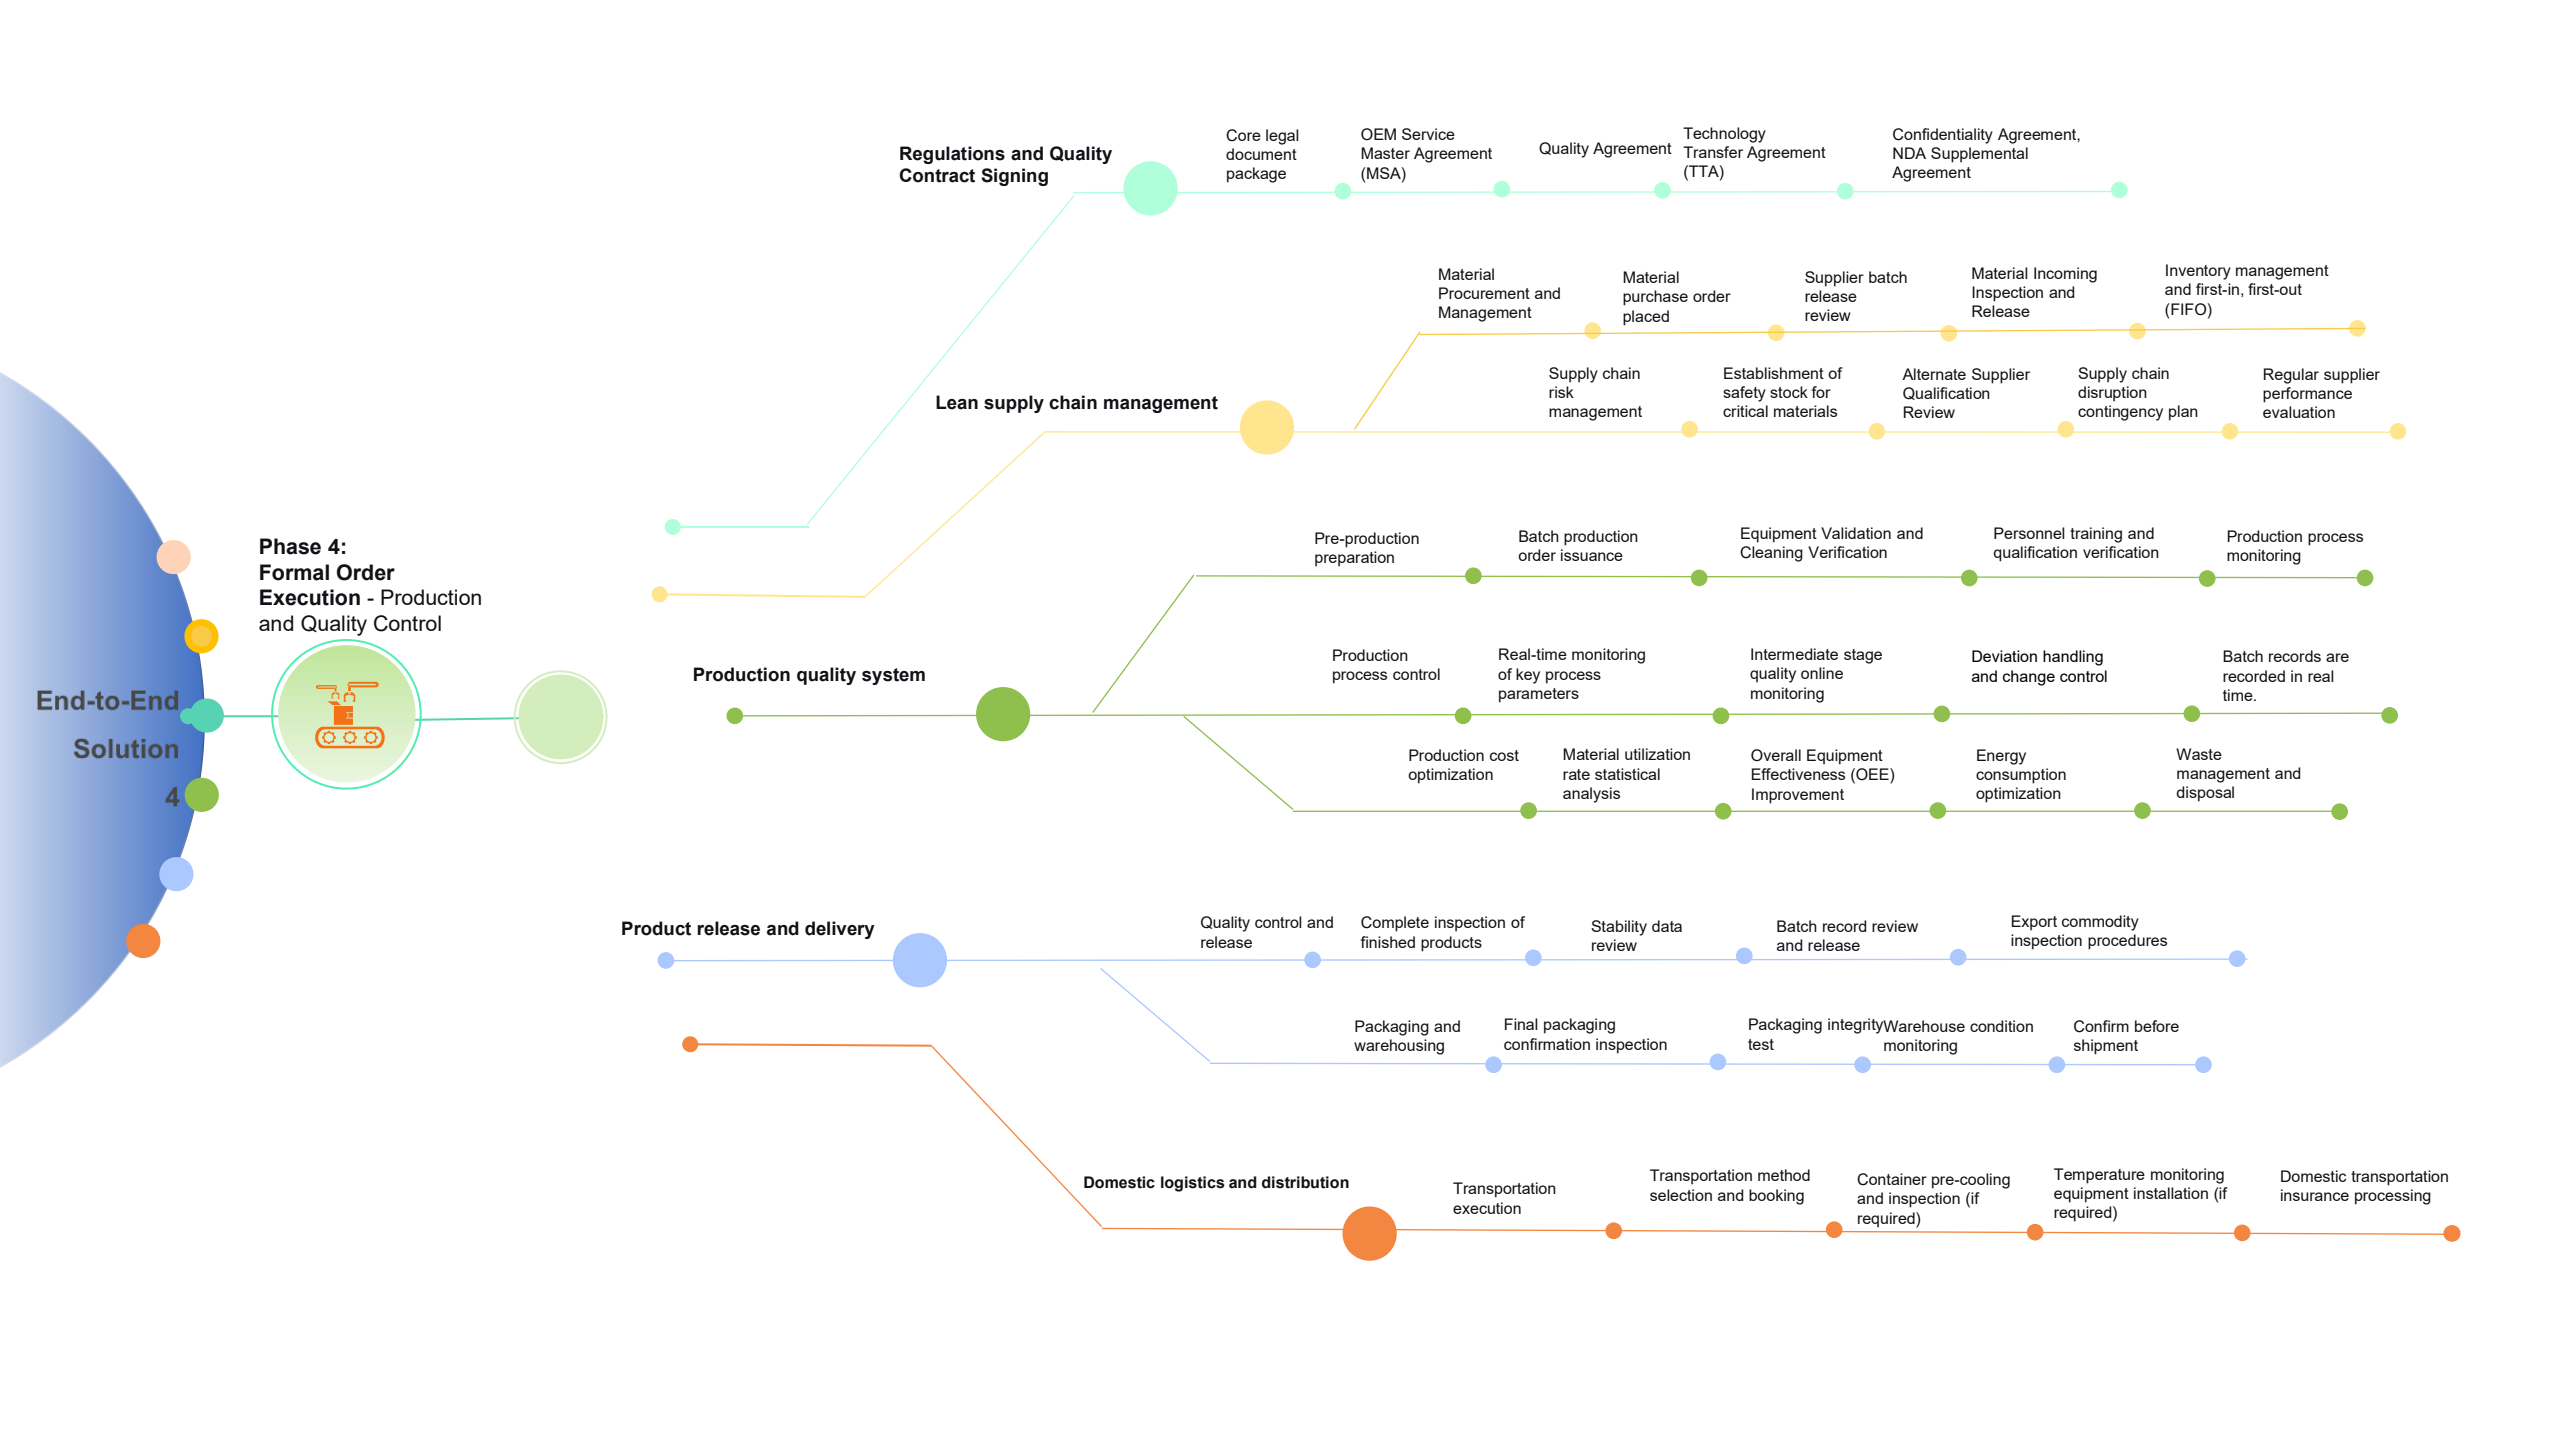 Regulations and Quality
Contract Signing
Core legal
document
package
OEM Service
Master Agreement
(MSA)
Quality Agreement
Technology
Transfer Agreement
(TTA)
Confidentiality Agreement,
NDA Supplemental
Agreement
Lean supply chain management
Material
Procurement and
Management
Material
purchase order
placed
Supplier batch
release
review
Material Incoming
Inspection and
Release
Inventory management
and first-in, first-out
(FIFO)
Supply chain
risk
management
Establishment of
safety stock for
critical materials
Alternate Supplier
Qualification
Review
Supply chain
disruption
contingency plan
Regular supplier
performance
evaluation
End-to-End
Solution
4
Phase 4:
Formal Order
Execution - Production
and Quality Control
Production quality system
Pre-production
preparation
Batch production
order issuance
Equipment Validation and
Cleaning Verification
Personnel training and
qualification verification
Production process
monitoring
Production
process control
Real-time monitoring
of key process
parameters
Intermediate stage
quality online
monitoring
Deviation handling
and change control
Batch records are
recorded in real
time.
Production cost
optimization
Material utilization
rate statistical
analysis
Overall Equipment
Effectiveness (OEE)
Improvement
Energy
consumption
optimization
Waste
management and
disposal
Product release and delivery
Quality control and
release
Complete inspection of
finished products
Stability data
review
Batch record review
and release
Export commodity
inspection procedures
Packaging and
warehousing
Final packaging
confirmation inspection
Packaging integrity
test
Warehouse condition
monitoring
Confirm before
shipment
Domestic logistics and distribution
Transportation
execution
Transportation method
selection and booking
Container pre-cooling
and inspection (if
required)
Temperature monitoring
equipment installation (if
required)
Domestic transportation
insurance processing